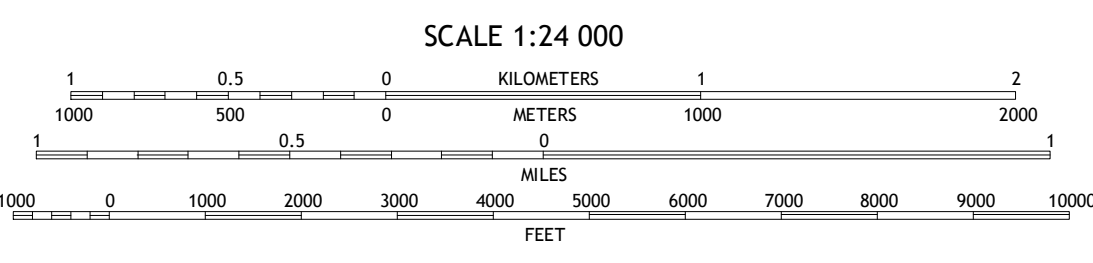 SCALE 1:24 000
1 0.5 0 KILOMETERS 1 2
1000 500 0 METERS 1000 2000
1 0.5 0 1
MILES
1000 0 1000 2000 3000 4000 5000 6000 7000 8000 9000 10000
FEET